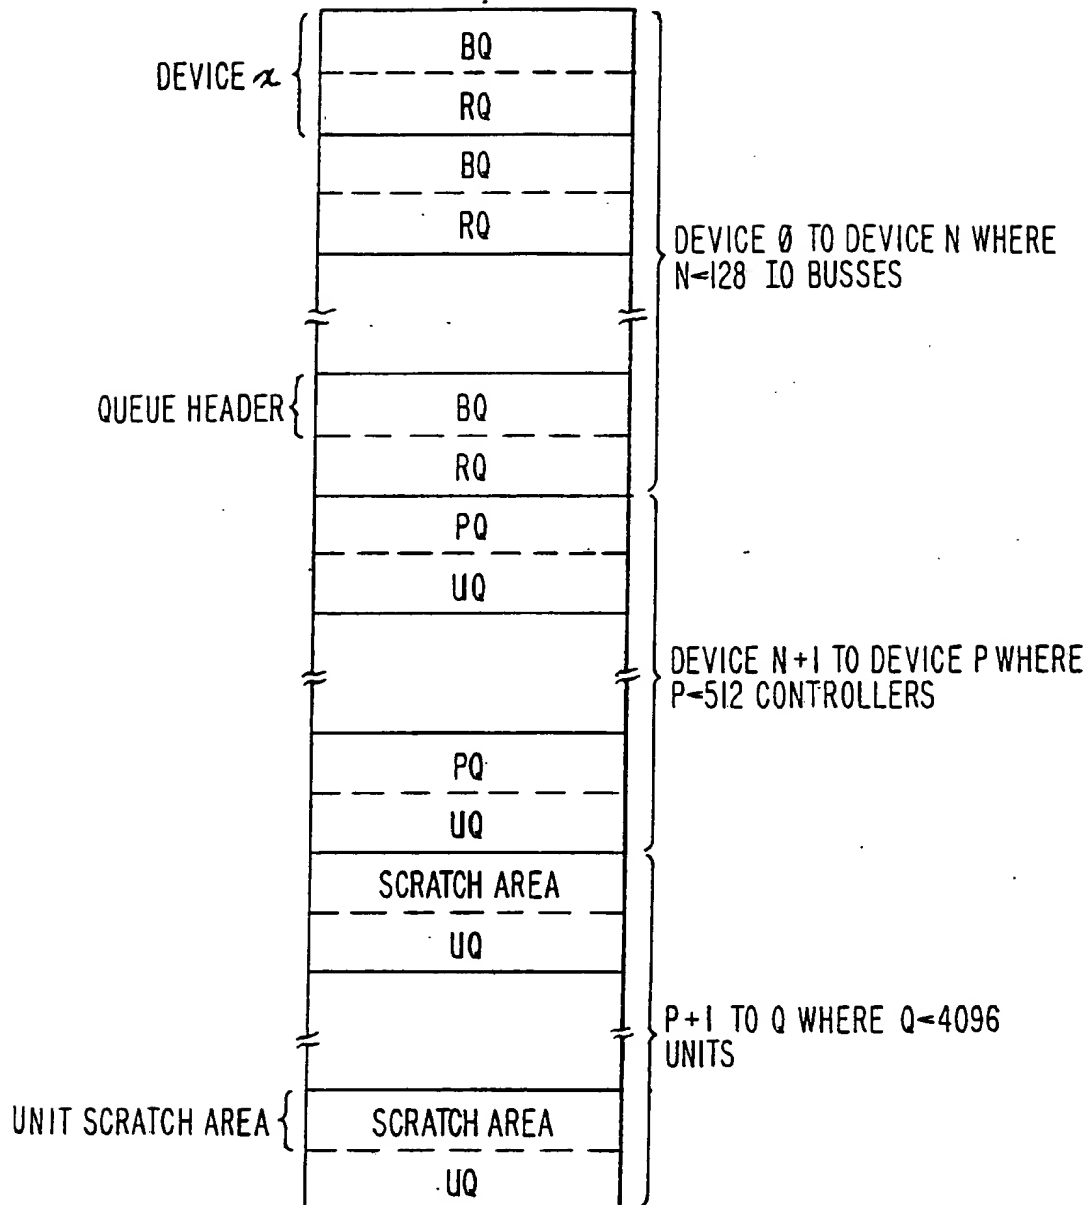 BQ
DEVICE x
RQ
BQ
RQ
DEVICE Ø TO DEVICE N WHERE
N≤128 IO BUSSES
QUEUE HEADER
BQ
RQ
PQ
UQ
DEVICE N+1 TO DEVICE P WHERE
P≤512 CONTROLLERS
PQ
UQ
SCRATCH AREA
UQ
P+1 TO Q WHERE Q≤4096
UNITS
UNIT SCRATCH AREA
SCRATCH AREA
UQ